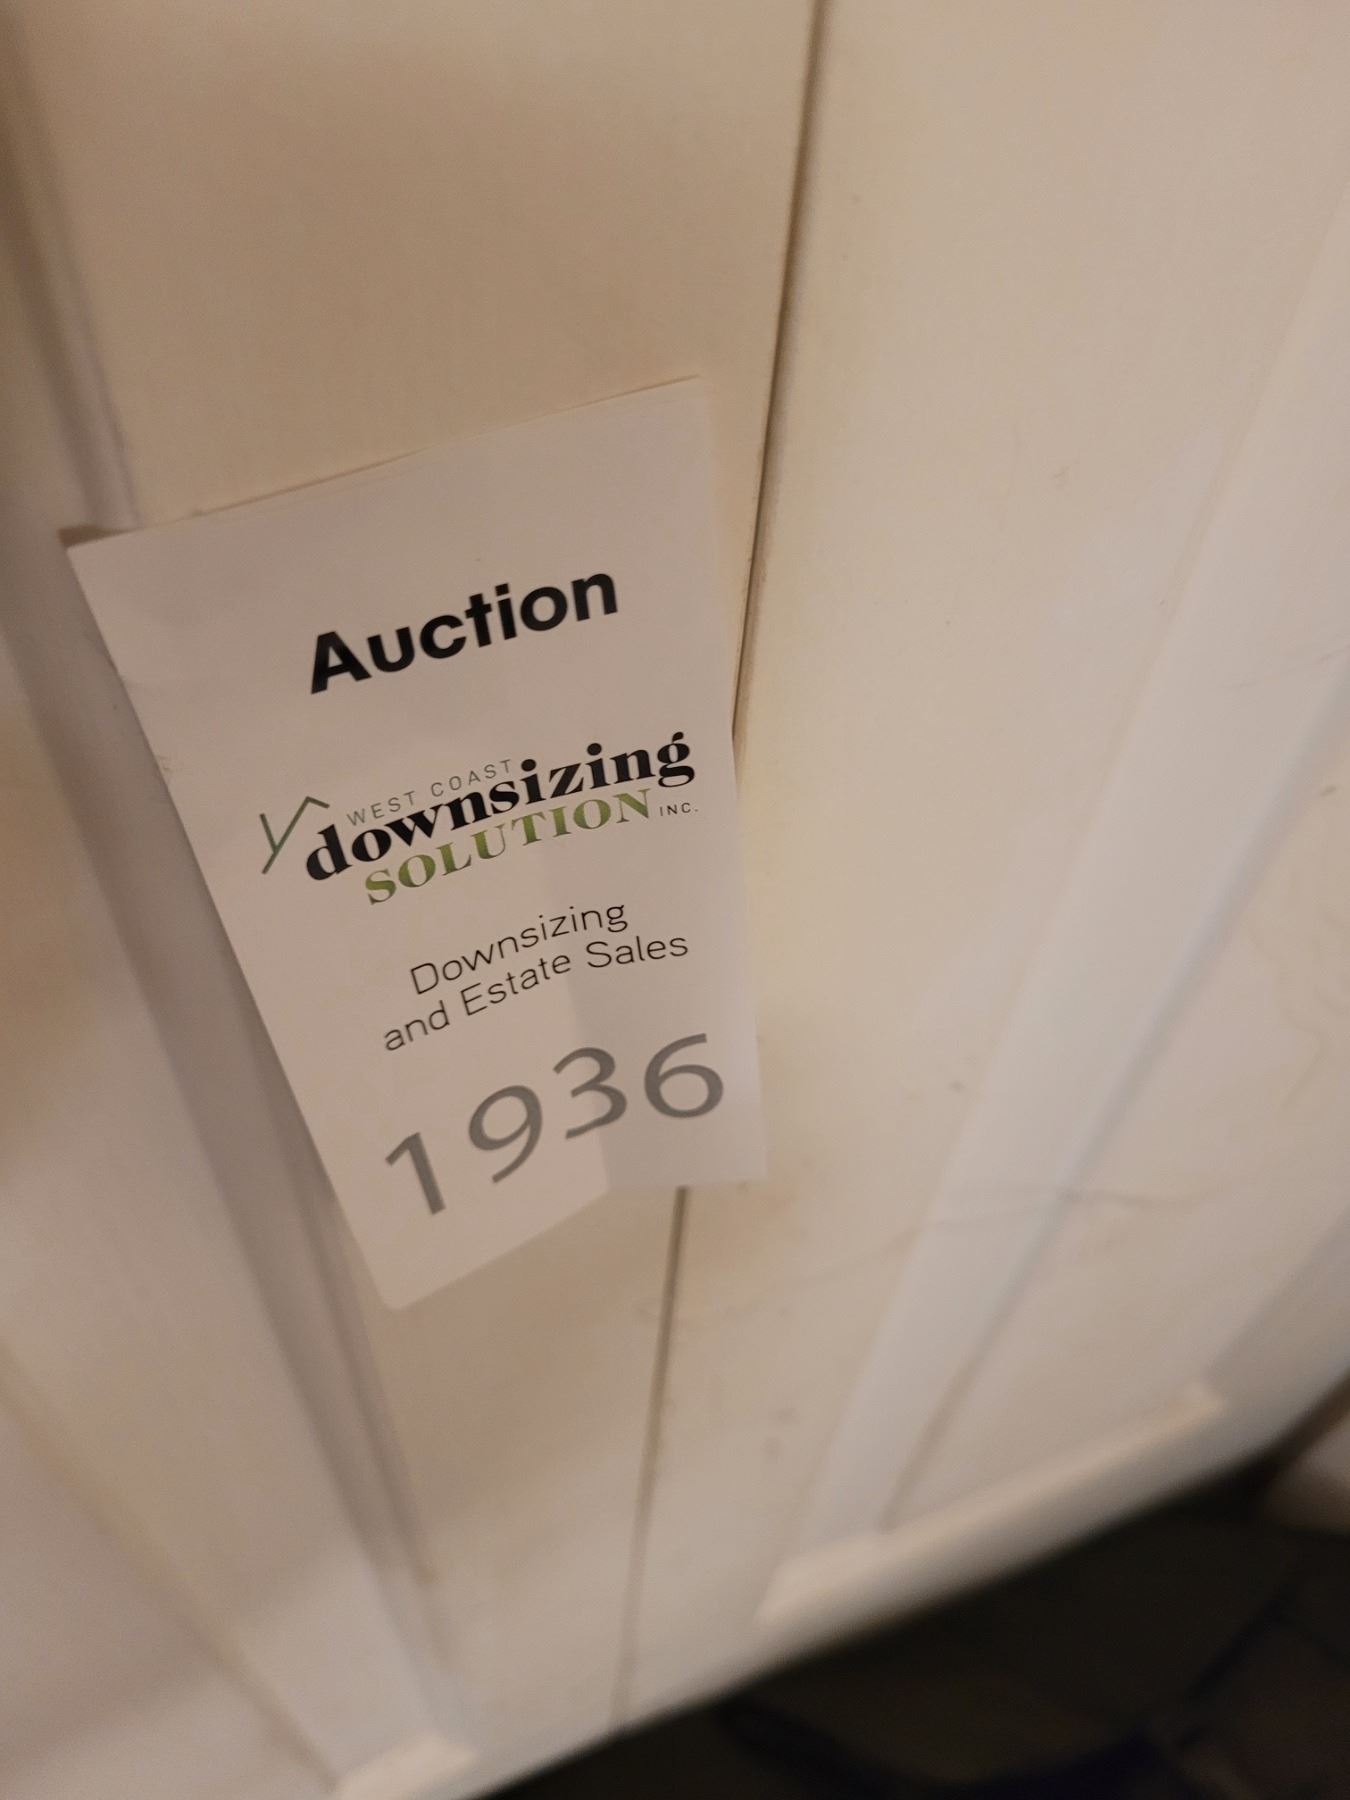 Auction
WEST COAST
downsizing
SOLUTION INC.
Downsizing
and Estate Sales
1936